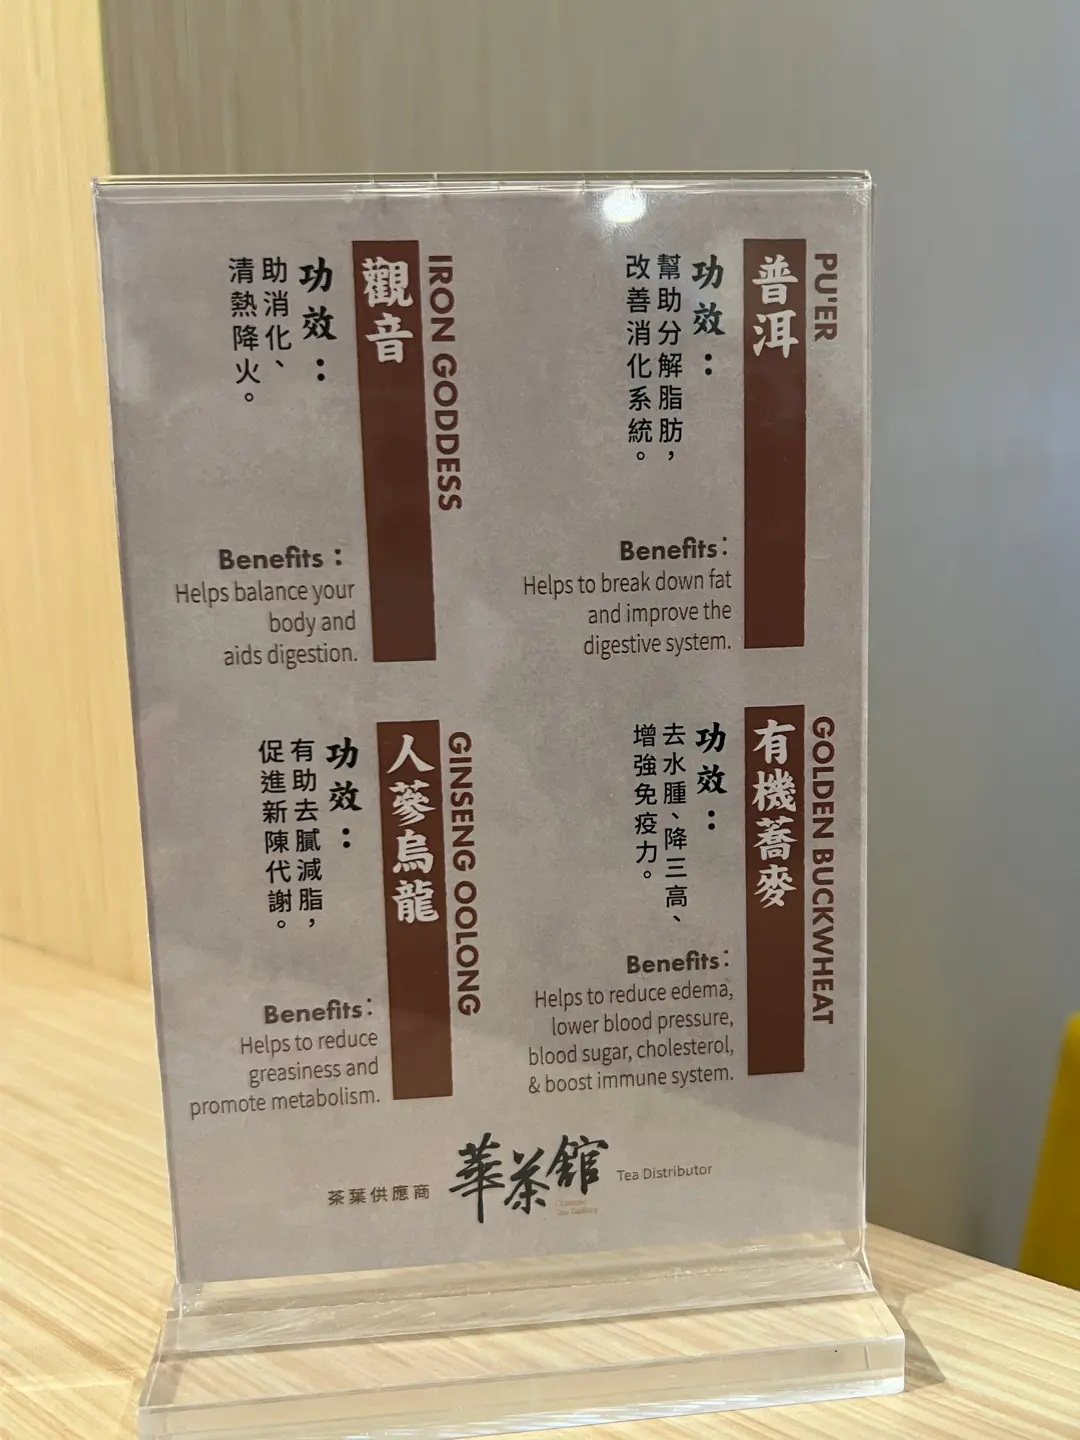 PU'ER
普洱
功效：
幫助分解脂肪，
改善消化系統。
Benefits:
Helps to break down fat
and improve the
digestive system.
IRON GODDESS
觀音
功效：
助消化、
清熱降火。
Benefits：
Helps balance your
body and
aids digestion.
GOLDEN BUCKWHEAT
有機蕎麥
功效：
去水腫、降三高、
增強免疫力。
Benefits:
Helps to reduce edema,
lower blood pressure,
blood sugar, cholesterol,
& boost immune system.
GINSENG OOLONG
人蔘烏龍
功效：
有助去膩減脂，
促進新陳代謝。
Benefits:
Helps to reduce
greasiness and
promote metabolism.
茶葉供應商
華茶舘
Tea Distributor